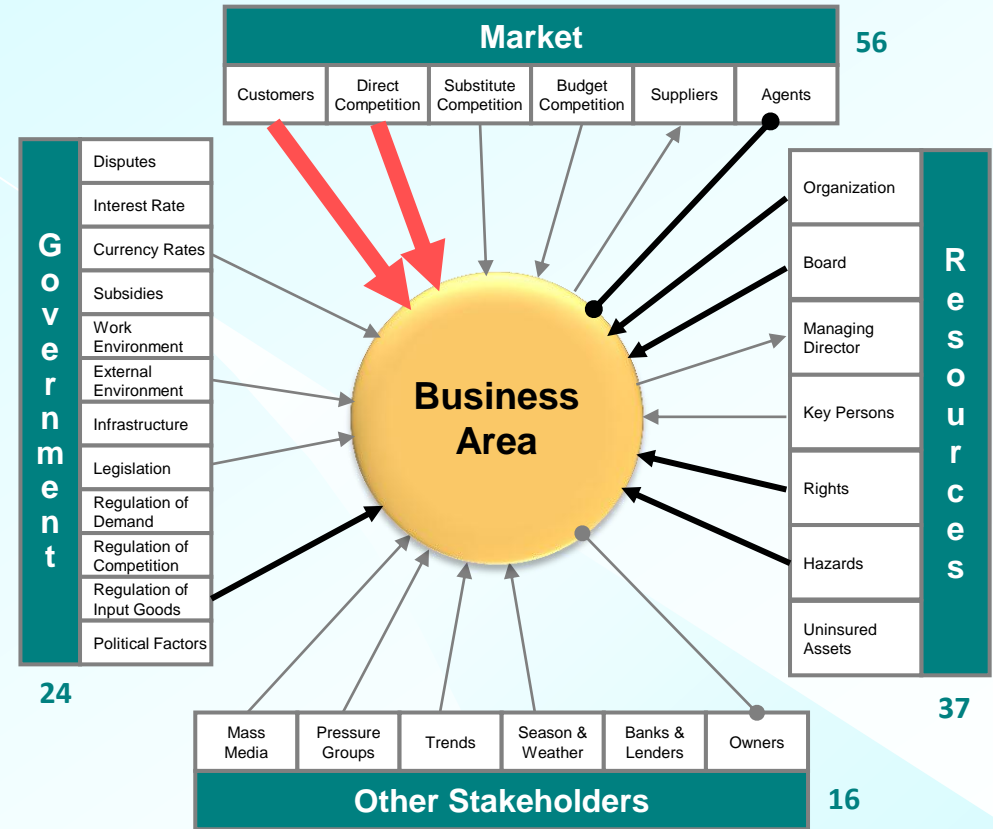 Market
56
Customers
Direct
Competition
Substitute
Competition
Budget
Competition
Suppliers
Agents
Government
Disputes
Interest Rate
Currency Rates
Subsidies
Work
Environment
External
Environment
Infrastructure
Legislation
Regulation of
Demand
Regulation of
Competition
Regulation of
Input Goods
Political Factors
24
Business
Area
Organization
Board
Managing
Director
Key Persons
Rights
Hazards
Uninsured
Assets
Resources
37
Mass
Media
Pressure
Groups
Trends
Season &
Weather
Banks &
Lenders
Owners
Other Stakeholders
16